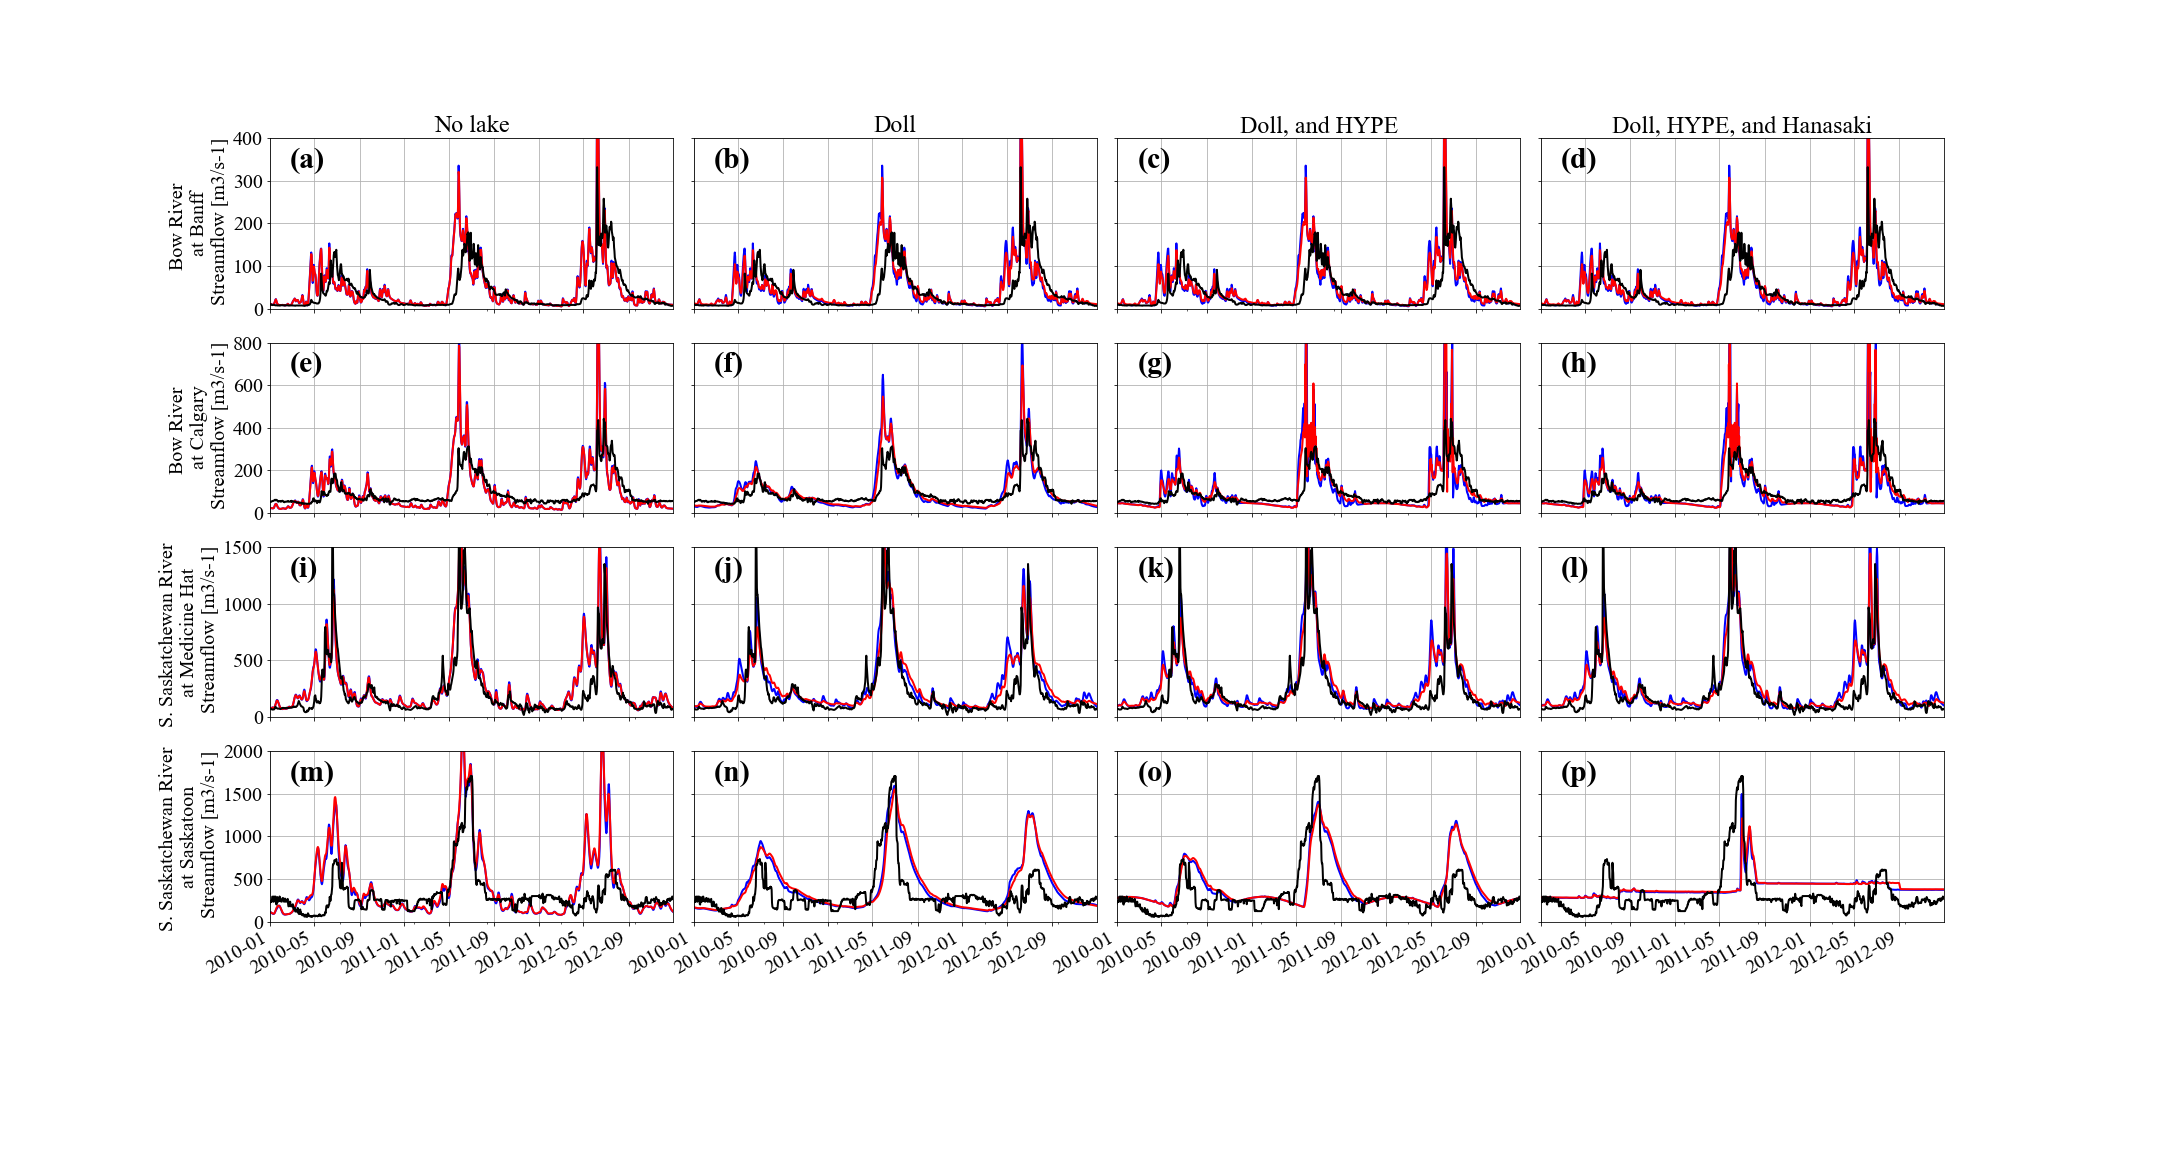 No lake
Doll
Doll, and HYPE
Doll, HYPE, and Hanasaki
Bow River
at Banff
Streamflow [m3/s-1]
400
300
200
100
0
(a)
(b)
(c)
(d)
Bow River
at Calgary
Streamflow [m3/s-1]
800
600
400
200
0
(e)
(f)
(g)
(h)
S. Saskatchewan River
at Medicine Hat
Streamflow [m3/s-1]
1500
1000
500
0
(i)
(j)
(k)
(l)
S. Saskatchewan River
at Saskatoon
Streamflow [m3/s-1]
2000
1500
1000
500
0
(m)
(n)
(o)
(p)
2010-01
2010-05
2010-09
2011-01
2011-05
2011-09
2012-01
2012-05
2012-09
2010-01
2010-05
2010-09
2011-01
2011-05
2011-09
2012-01
2012-05
2012-09
2010-01
2010-05
2010-09
2011-01
2011-05
2011-09
2012-01
2012-05
2012-09
2010-01
2010-05
2010-09
2011-01
2011-05
2011-09
2012-01
2012-05
2012-09